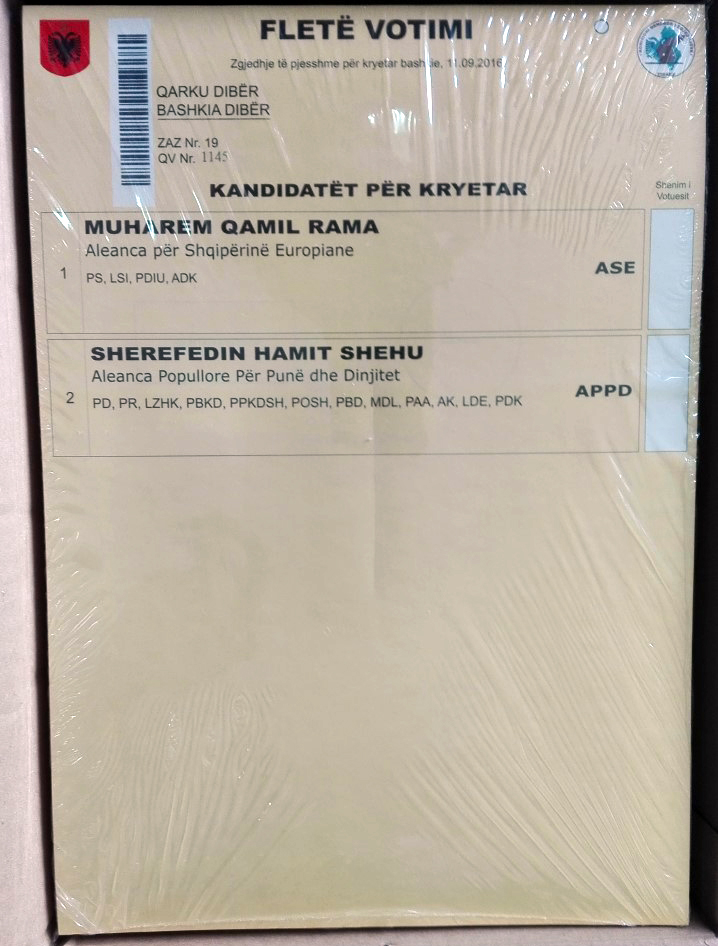 FLETË VOTIMI
Zgjedhje të pjesshme për kryetar bashkie, 11.09.2016
QARKU DIBËR
BASHKIA DIBËR
ZAZ Nr. 19
QV Nr. 1145
KANDIDATËT PËR KRYETAR
Shenim i
Votuesit
MUHAREM QAMIL RAMA
Aleanca për Shqipërinë Europiane
1
ASE
PS, LSI, PDIU, ADK
SHEREFEDIN HAMIT SHEHU
Aleanca Popullore Për Punë dhe Dinjitet
2
APPD
PD, PR, LZHK, PBKD, PPKDSH, POSH, PBD, MDL, PAA, AK, LDE, PDK